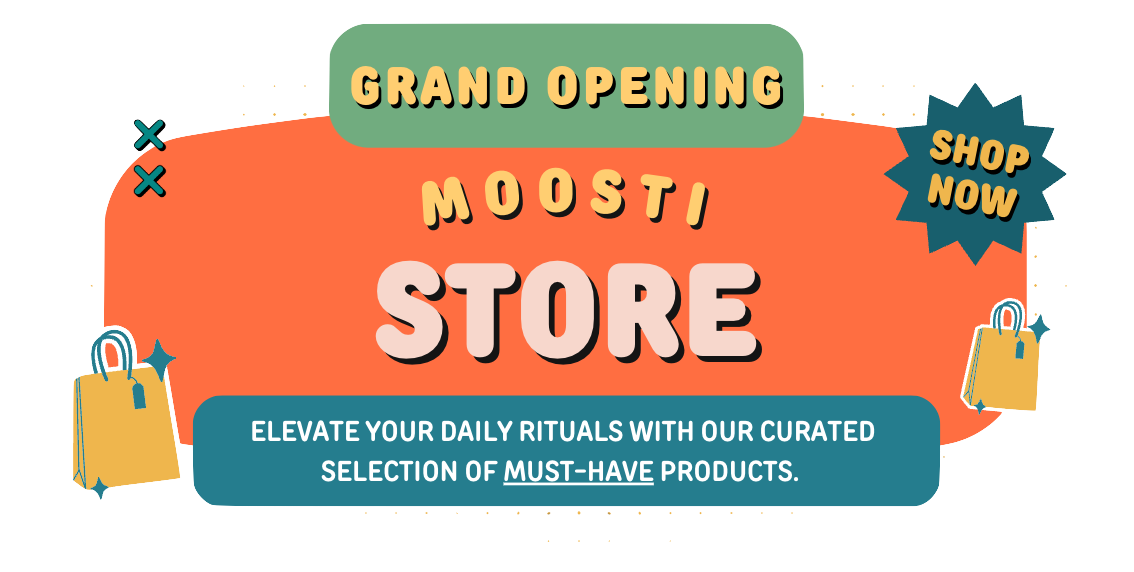 GRAND OPENING
MOOSTI
STORE
SHOP
NOW
ELEVATE YOUR DAILY RITUALS WITH OUR CURATED
SELECTION OF MUST-HAVE PRODUCTS.